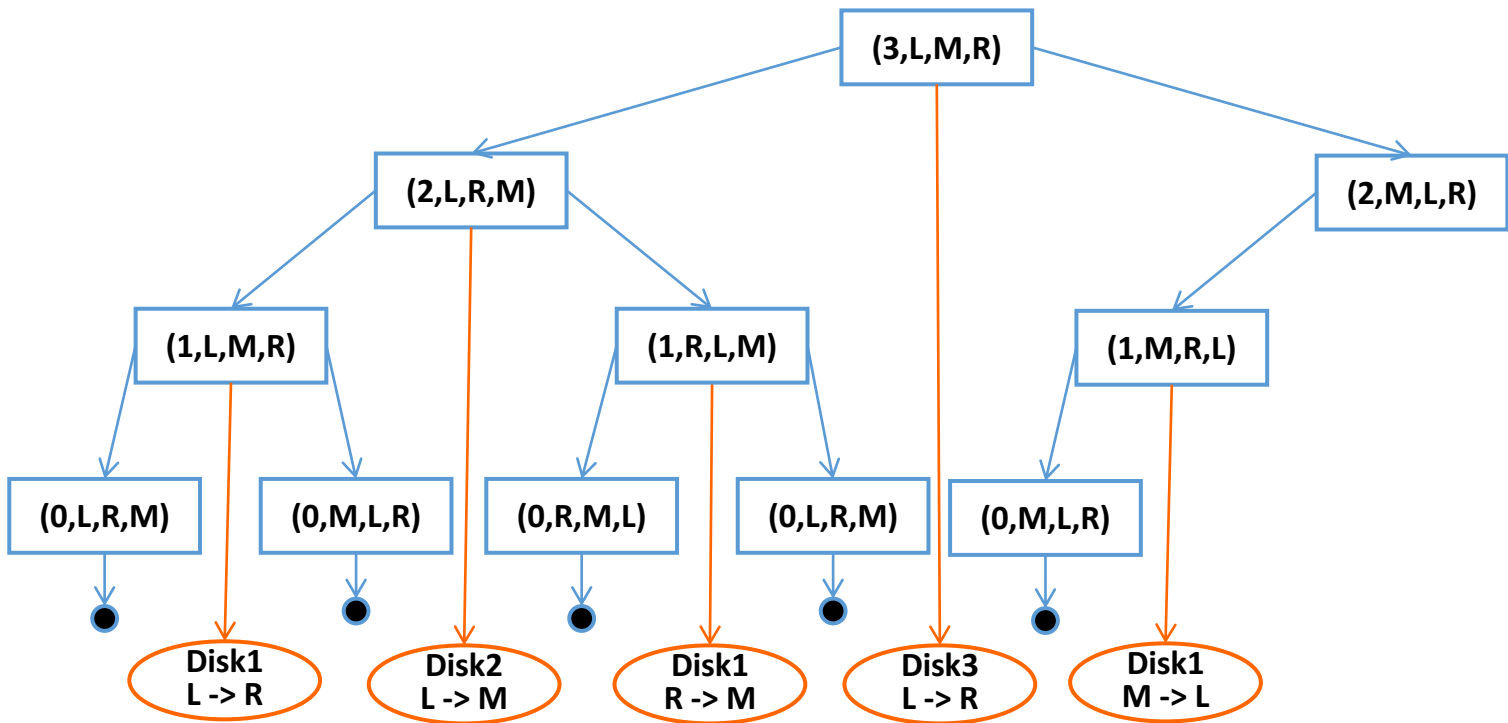 (3,L,M,R)
(2,L,R,M)
(2,M,L,R)
(1,L,M,R)
(1,R,L,M)
(1,M,R,L)
(0,L,R,M)
(0,M,L,R)
(0,R,M,L)
(0,L,R,M)
(0,M,L,R)
Disk1
L -> R
Disk2
L -> M
Disk1
R -> M
Disk3
L -> R
Disk1
M -> L